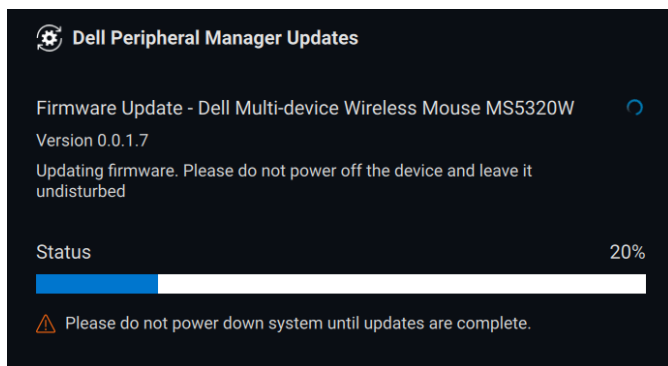 Dell Peripheral Manager Updates
Firmware Update - Dell Multi-device Wireless Mouse MS5320W
Version 0.0.1.7
Updating firmware. Please do not power off the device and leave it
undisturbed
Status 20%
Please do not power down system until updates are complete.